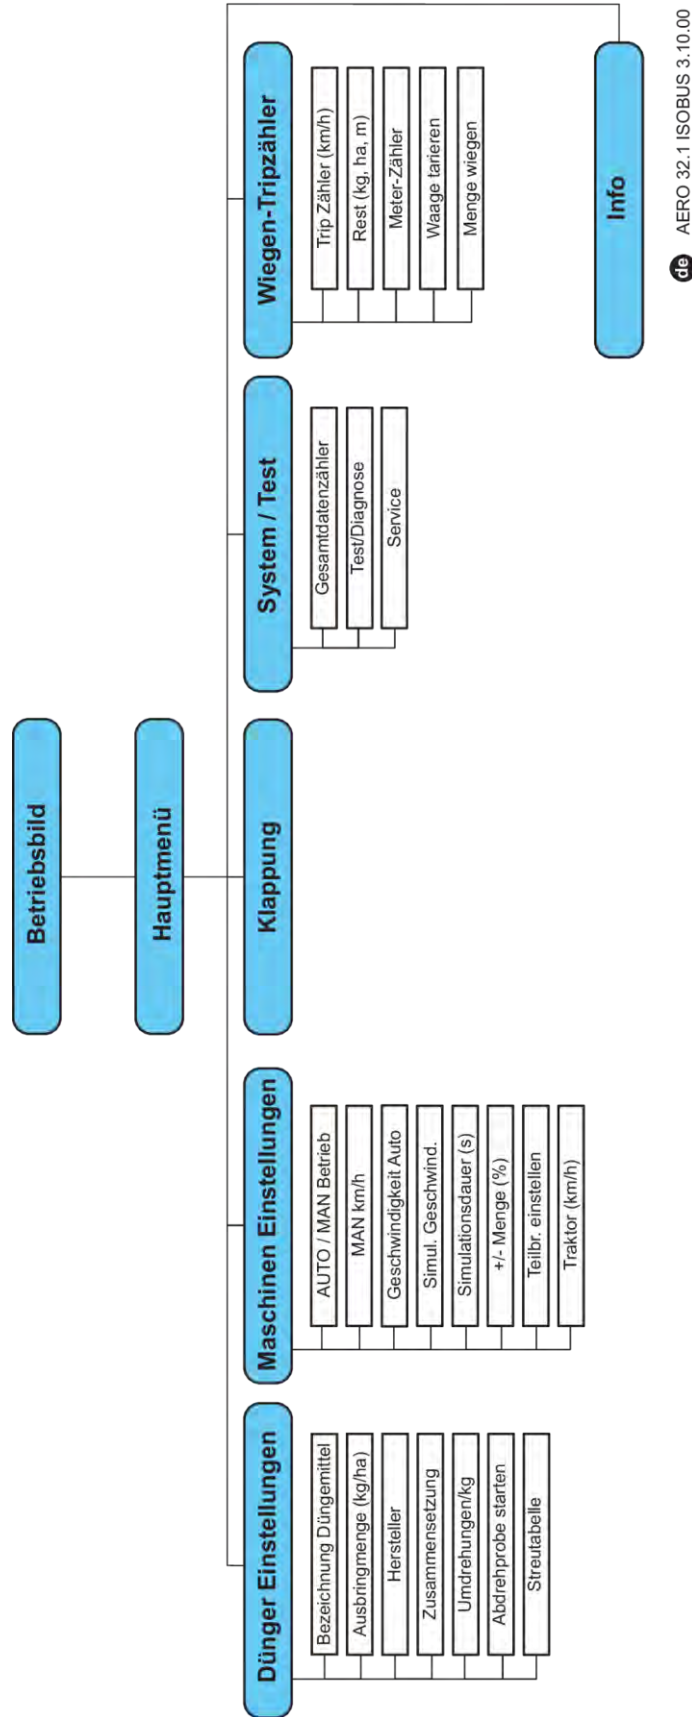 Betriebsbild
Hauptmenü
Dünger Einstellungen
Bezeichnung Düngemittel
Ausbringmenge (kg/ha)
Hersteller
Zusammensetzung
Umdrehungen/kg
Abdrehprobe starten
Streutabelle
Maschinen Einstellungen
AUTO / MAN Betrieb
MAN km/h
Geschwindigkeit Auto
Simul. Geschwind.
Simulationsdauer (s)
+/- Menge (%)
Teilbr. einstellen
Traktor (km/h)
Klappung
System / Test
Gesamtdatenzähler
Test/Diagnose
Service
Wiegen-Tripzähler
Trip Zähler (km/h)
Rest (kg, ha, m)
Meter-Zähler
Waage tarieren
Menge wiegen
Info
de AERO 32.1 ISOBUS 3.10.00